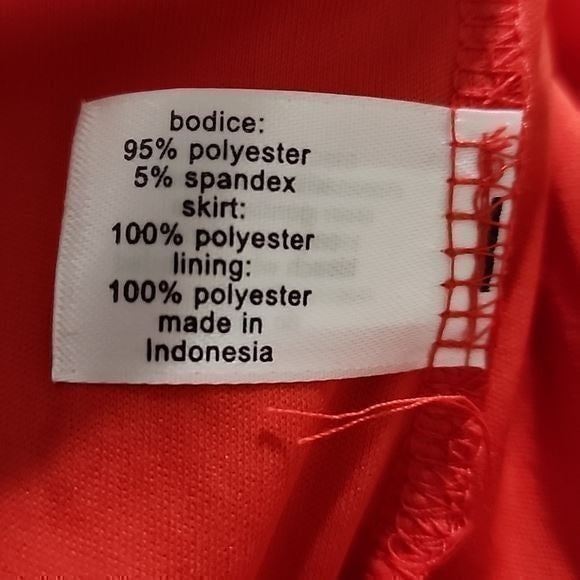 bodice:
95% polyester
5% spandex
skirt:
100% polyester
lining:
100% polyester
made in
Indonesia